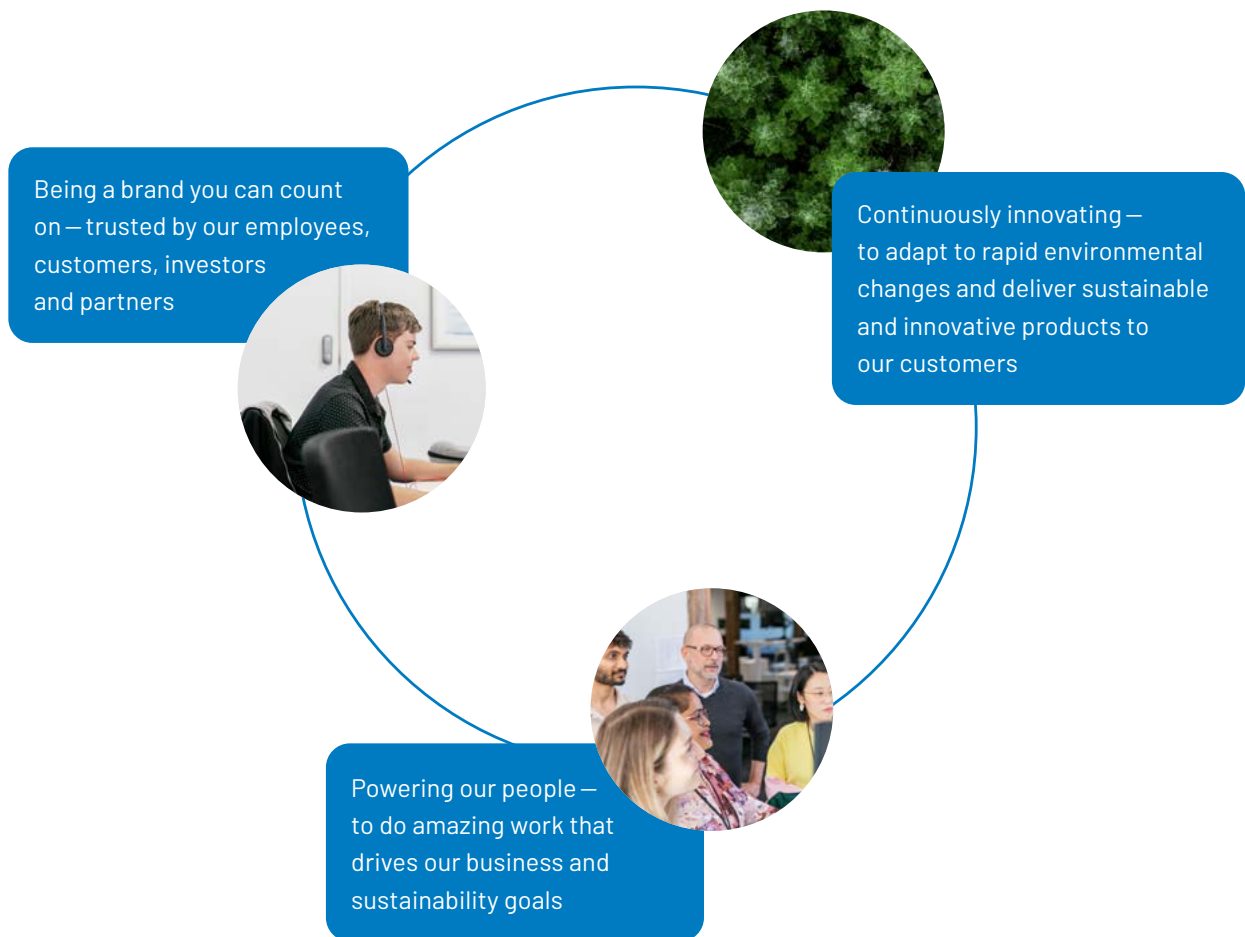 Being a brand you can count
on — trusted by our employees,
customers, investors
and partners
Continuously innovating —
to adapt to rapid environmental
changes and deliver sustainable
and innovative products to
our customers
Powering our people —
to do amazing work that
drives our business and
sustainability goals